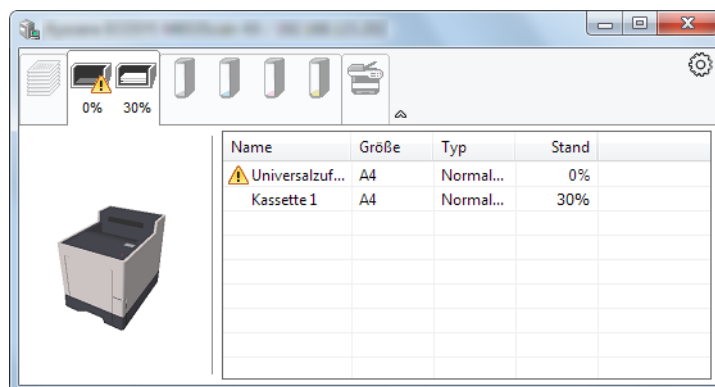 0% 30%
Name Größe Typ Stand
Universalzuf... A4 Normal... 0%
Kassette 1 A4 Normal... 30%